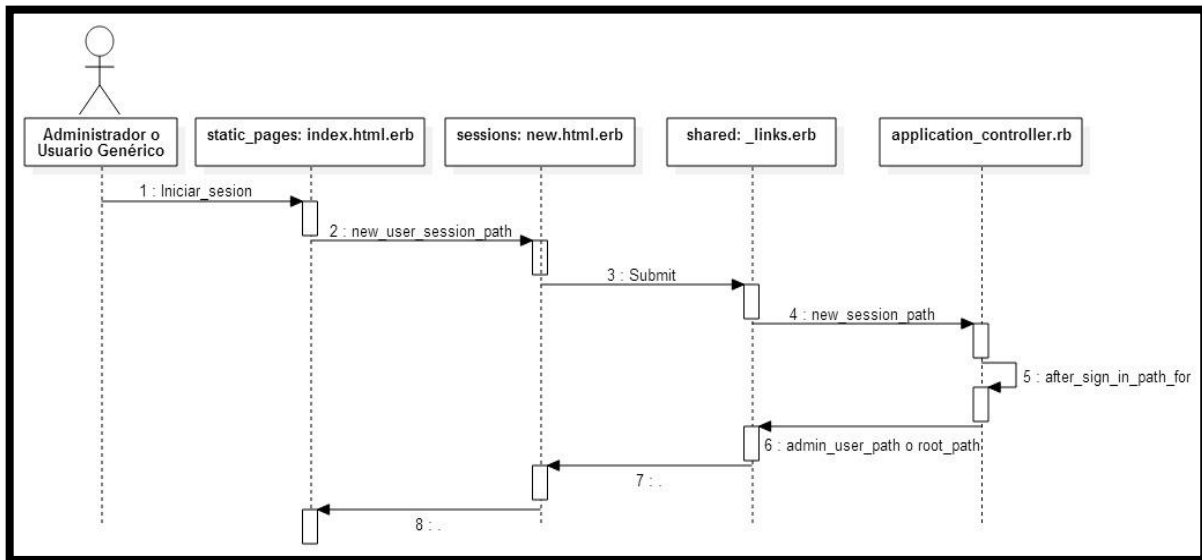 Administrador o
Usuario Genérico
static_pages: index.html.erb
sessions: new.html.erb
shared: _links.erb
application_controller.rb
1 : Iniciar_sesion
2 : new_user_session_path
3 : Submit
4 : new_session_path
5 : after_sign_in_path_for
6 : admin_user_path o root_path
7 : .
8 : .